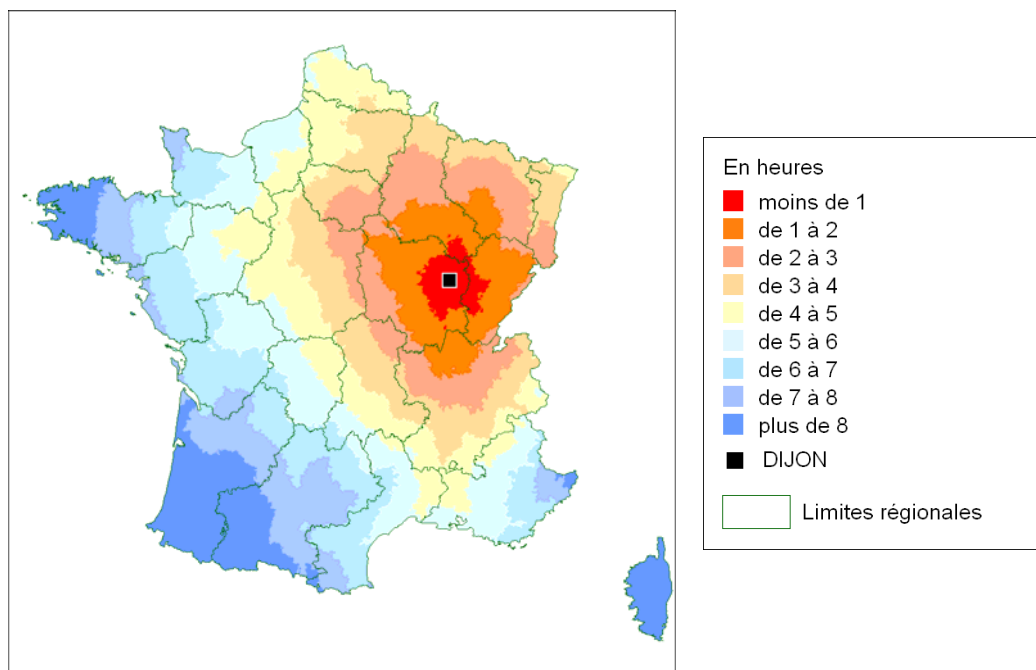 En heures
moins de 1
de 1 à 2
de 2 à 3
de 3 à 4
de 4 à 5
de 5 à 6
de 6 à 7
de 7 à 8
plus de 8
DIJON
Limites régionales